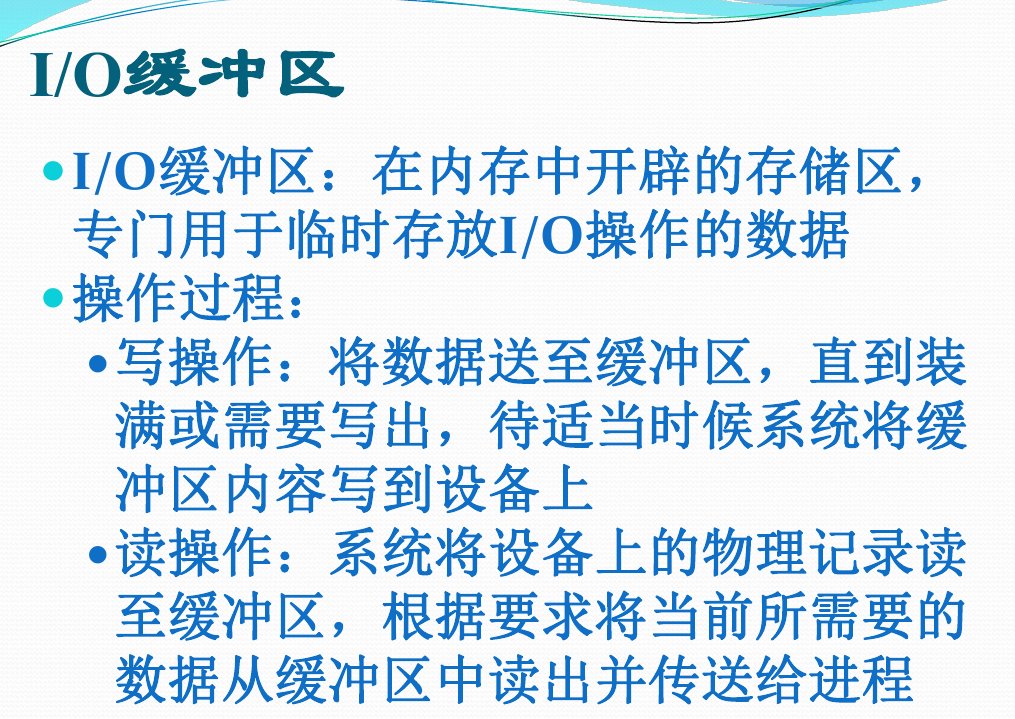 I/O缓冲区
•I/O缓冲区：在内存中开辟的存储区，
专门用于临时存放I/O操作的数据
•操作过程：
•写操作：将数据送至缓冲区，直到装
满或需要写出，待适当时候系统将缓
冲区内容写到设备上
•读操作：系统将设备上的物理记录读
至缓冲区，根据要求将当前所需要的
数据从缓冲区中读出并传送给进程